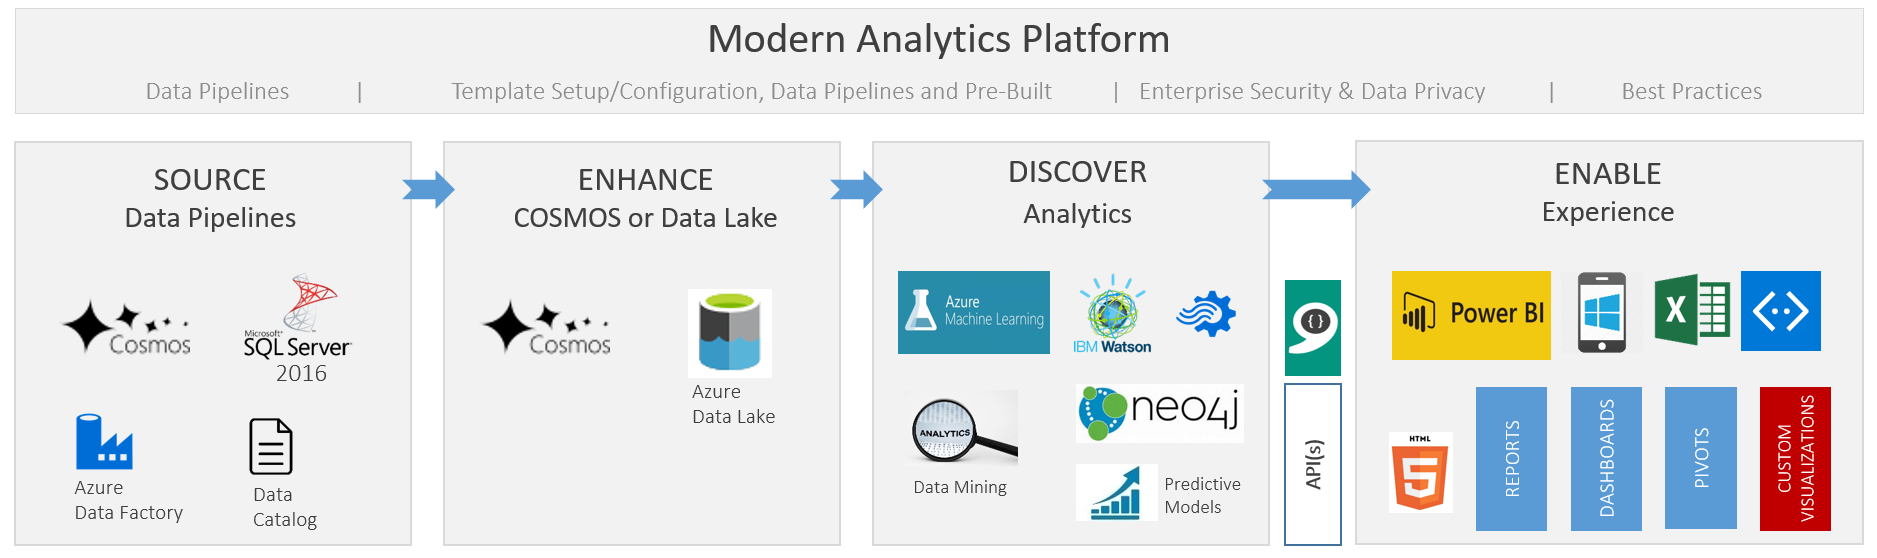 Modern Analytics Platform
Data Pipelines | Template Setup/Configuration, Data Pipelines and Pre-Built | Enterprise Security & Data Privacy | Best Practices
SOURCE
Data Pipelines
Cosmos
Microsoft®
SQL Server®
2016
Azure
Data Factory
Data
Catalog
ENHANCE
COSMOS or Data Lake
Cosmos
Azure
Data Lake
DISCOVER
Analytics
Azure
Machine Learning
IBM Watson
ANALYTICS
Data Mining
neo4j
Predictive
Models
{ }
API(s)
ENABLE
Experience
Power BI
X
HTML
5
REPORTS
DASHBOARDS
PIVOTS
CUSTOM
VISUALIZATIONS